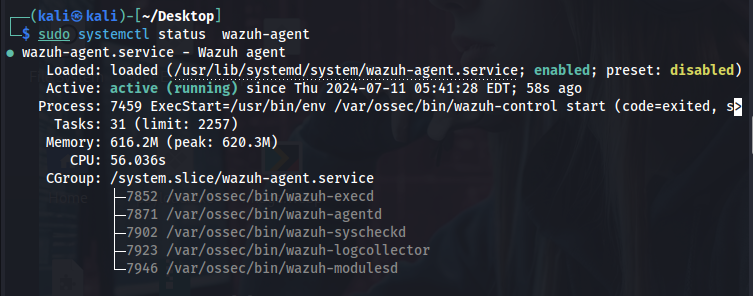 ┌──(kali㉿kali)-[~/Desktop]
└─$ sudo systemctl status  wazuh-agent
● wazuh-agent.service - Wazuh agent
     Loaded: loaded (/usr/lib/systemd/system/wazuh-agent.service; enabled; preset: disabled)
     Active: active (running) since Thu 2024-07-11 05:41:28 EDT; 58s ago
    Process: 7459 ExecStart=/usr/bin/env /var/ossec/bin/wazuh-control start (code=exited, s>
      Tasks: 31 (limit: 2257)
     Memory: 616.2M (peak: 620.3M)
        CPU: 56.036s
     CGroup: /system.slice/wazuh-agent.service
             ├─7852 /var/ossec/bin/wazuh-execd
             ├─7871 /var/ossec/bin/wazuh-agentd
             ├─7902 /var/ossec/bin/wazuh-syscheckd
             ├─7923 /var/ossec/bin/wazuh-logcollector
             └─7946 /var/ossec/bin/wazuh-modulesd